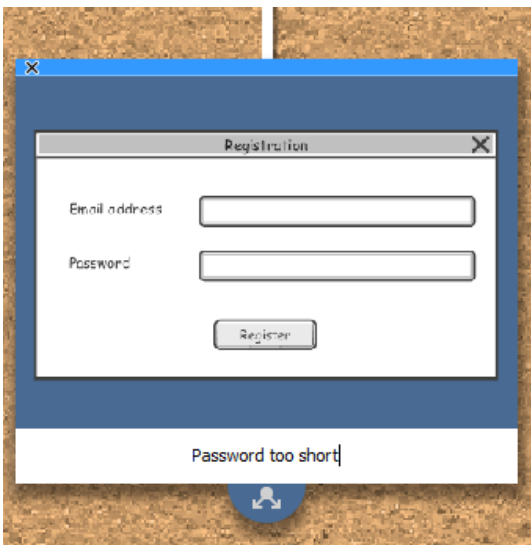 Registration
Email address
Password
Register
Password too short